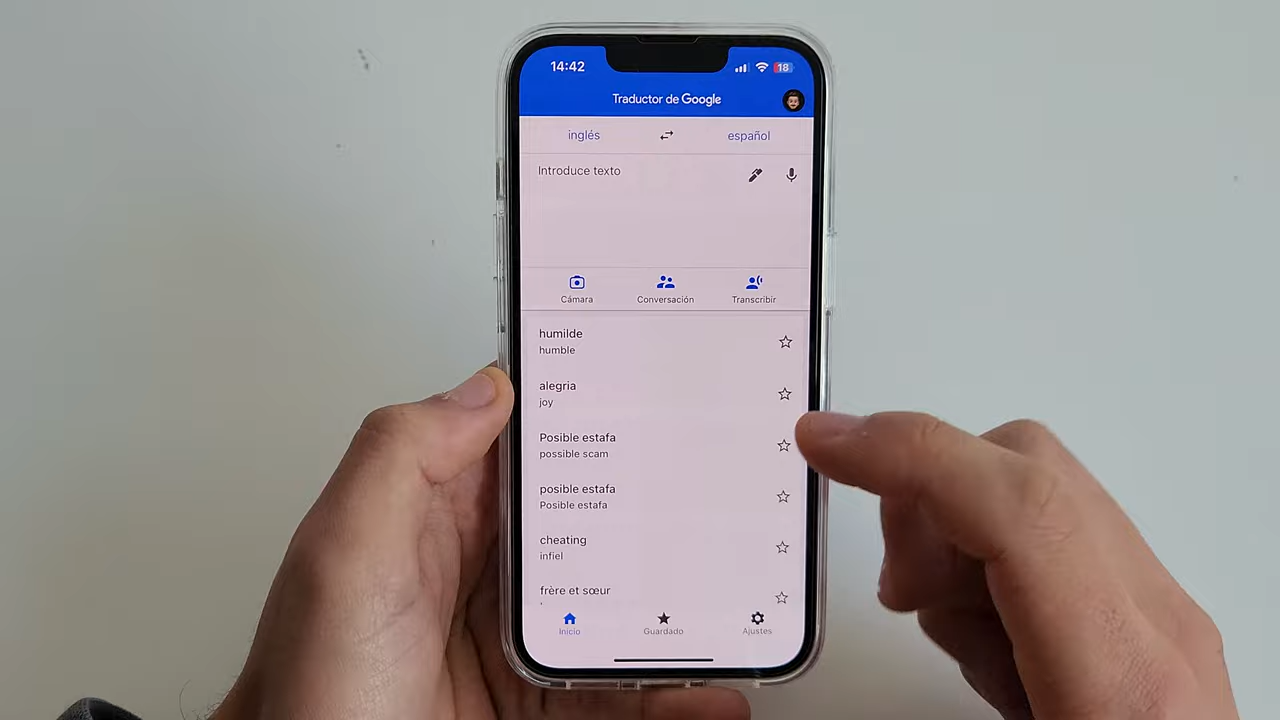 14:42
18
Traductor de Google
inglés
español
Introduce texto
Cámara
Conversación
Transcribir
humilde
humble
alegria
joy
Posible estafa
possible scam
posible estafa
Posible estafa
cheating
infiel
frère et sœur
Inicio
Guardado
Ajustes